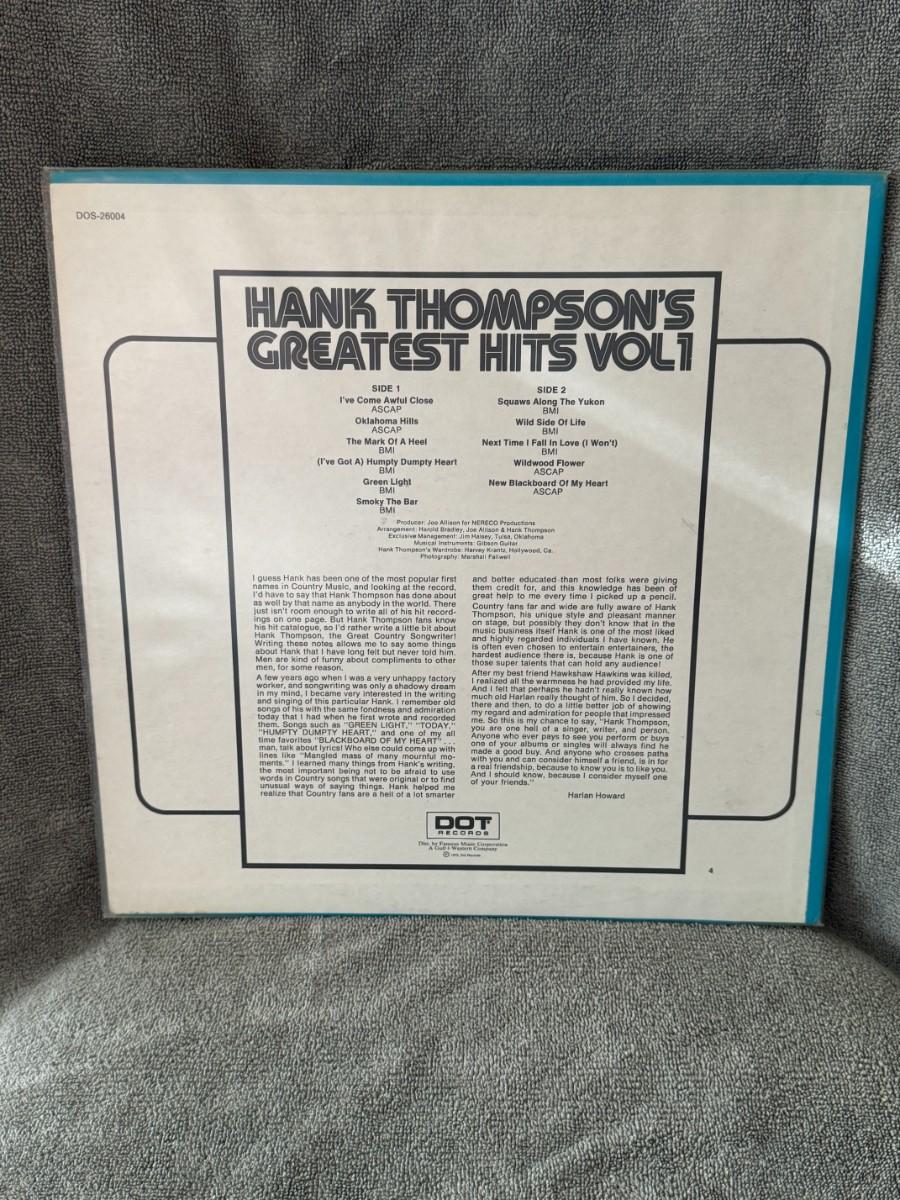 DOS-26004
HANK THOMPSON'S
GREATEST HITS VOL1
SIDE 1
I've Come Awful Close
ASCAP
Oklahoma Hills
ASCAP
The Mark Of A Heel
BMI
(I've Got A) Humpty Dumpty Heart
BMI
Green Light
BMI
Smoky The Bar
BMI
SIDE 2
Squaws Along The Yukon
BMI
Wild Side Of Life
BMI
Next Time I Fall In Love (I Won't)
BMI
Wildwood Flower
ASCAP
New Blackboard Of My Heart
ASCAP
Producer: Joe Allison for NERECO Productions
Arrangement: Harold Bradley, Joe Allison & Hank Thompson
Exclusive Management: Jim Halsey, Tulsa, Oklahoma
Musical Instruments: Gibson Guitar
Hank Thompson's Wardrobe: Harvey Krantz, Hollywood, Ca.
Photography: Marshall Fallwell
I guess Hank has been one of the most popular first
names in Country Music, and looking at the record,
I'd have to say that Hank Thompson has done about
as well by that name as anybody in the world. There
just isn't room enough to write all of his hit record-
ings on one page. But Hank Thompson fans know
his hit catalogue, so I'd rather write a little bit about
Hank Thompson, the Great Country Songwriter!
Writing these notes allows me to say some things
about Hank that I have long felt but never told him.
Men are kind of funny about compliments to other
men, for some reason.
A few years ago when I was a very unhappy factory
worker, and songwriting was only a shadowy dream
in my mind, I became very interested in the writing
and singing of this particular Hank. I remember old
songs of his with the same fondness and admiration
today that I had when he first wrote and recorded
them. Songs such as "GREEN LIGHT," "TODAY,"
"HUMPTY DUMPTY HEART," and one of my all
time favorites "BLACKBOARD OF MY HEART" ...
man, talk about lyrics! Who else could come up with
lines like "Mangled mass of many mournful mo-
ments." I learned many things from Hank's writing,
the most important being not to be afraid to use
words in Country songs that were original or to find
unusual ways of saying things. Hank helped me
realize that Country fans are a hell of a lot smarter
and better educated than most folks were giving
them credit for, and this knowledge has been of
great help to me every time I picked up a pencil.
Country fans far and wide are fully aware of Hank
Thompson, his unique style and pleasant manner
on stage, but possibly they don't know that in the
music business itself Hank is one of the most liked
and highly regarded individuals I have known. He
is often even chosen to entertain entertainers, the
hardest audience there is, because Hank is one of
those super talents that can hold any audience!
After my best friend Hawkshaw Hawkins was killed,
I realized all the warmness he had provided my life.
And I felt that perhaps he hadn't really known how
much old Harlan really thought of him. So I decided,
there and then, to do a little better job of showing
my regard and admiration for people that impressed
me. So this is my chance to say, "Hank Thompson,
you are one hell of a singer, writer, and person.
Anyone who ever pays to see you perform or buys
one of your albums or singles will always find he
made a good buy. And anyone who crosses paths
with you and can consider himself a friend, is in for
a real friendship, because to know you is to like you.
And I should know, because I consider myself one
of your friends."
Harlan Howard
DOT
RECORDS
Dist. by Famous Music Corporation
A Gulf + Western Company
4